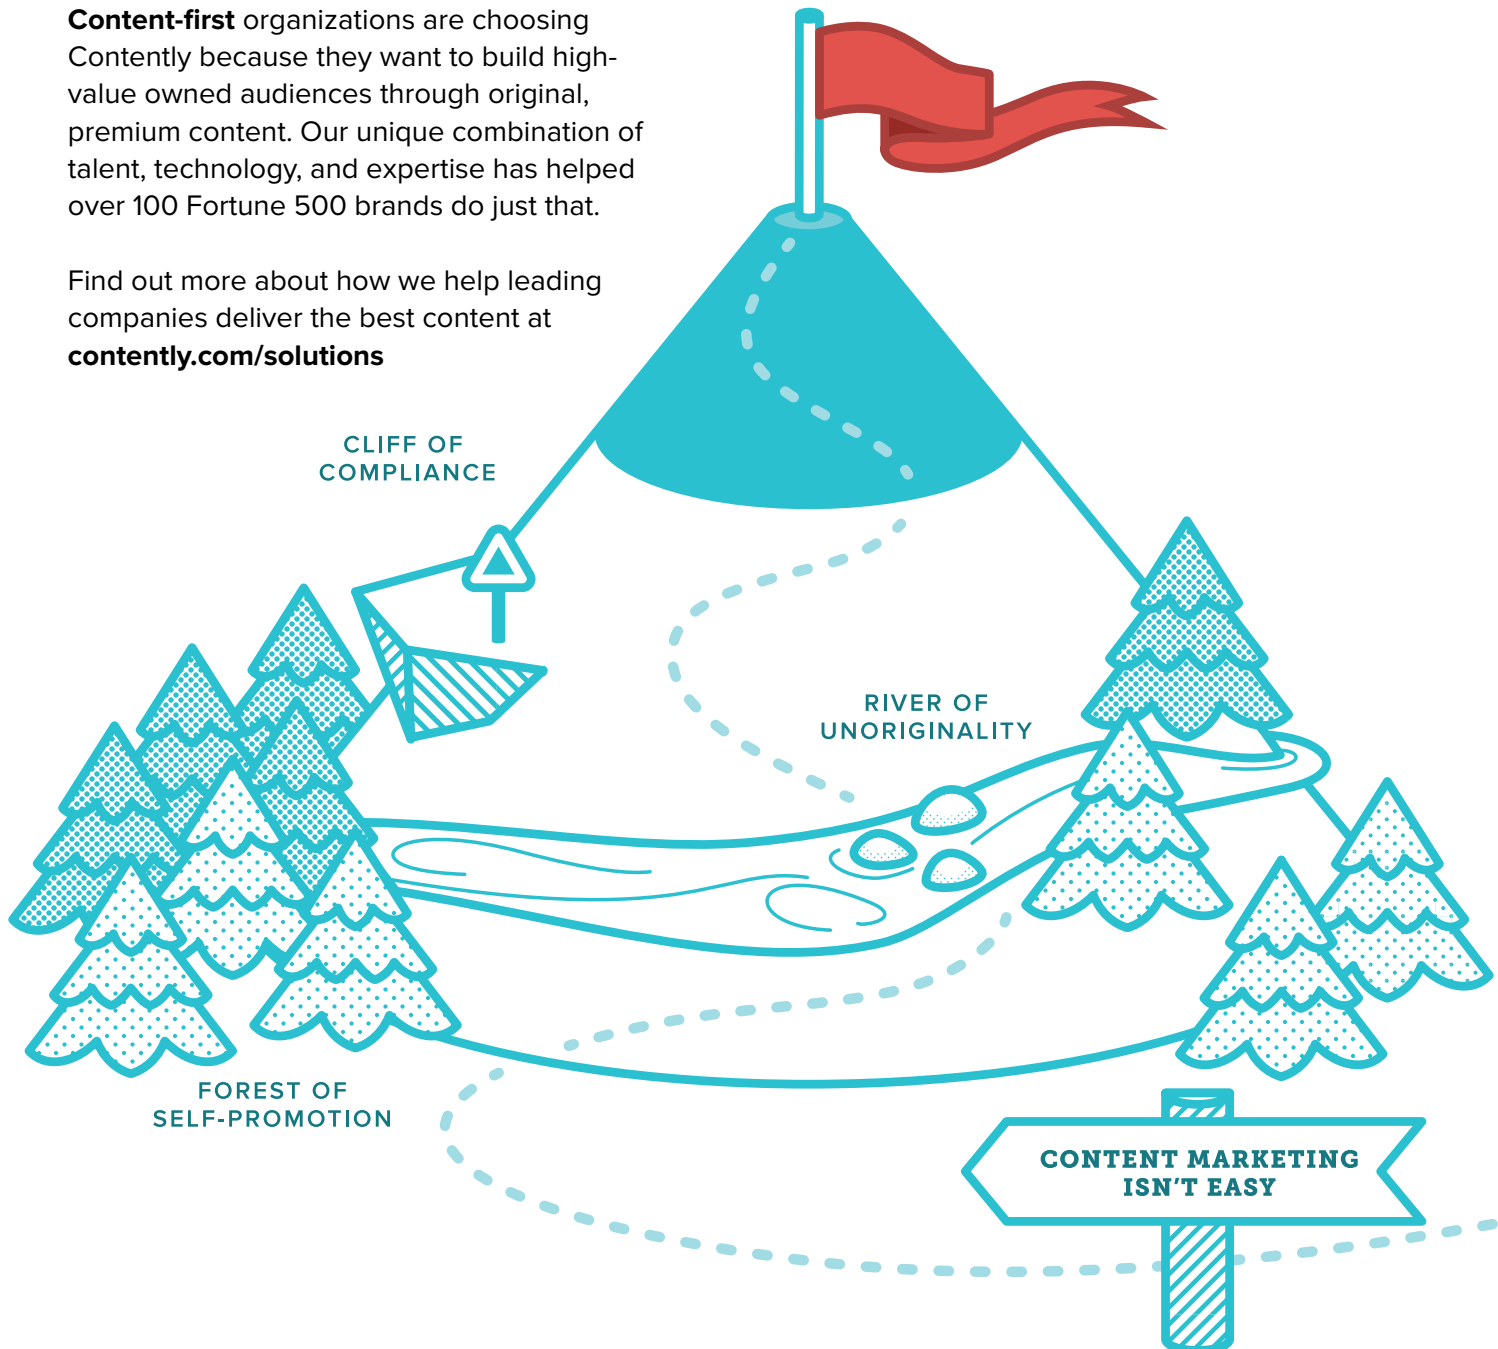 Content-first organizations are choosing
Contently because they want to build high-
value owned audiences through original,
premium content. Our unique combination of
talent, technology, and expertise has helped
over 100 Fortune 500 brands do just that.
Find out more about how we help leading
companies deliver the best content at
contently.com/solutions
CLIFF OF
COMPLIANCE
RIVER OF
UNORIGINALITY
FOREST OF
SELF-PROMOTION
CONTENT MARKETING
ISN'T EASY